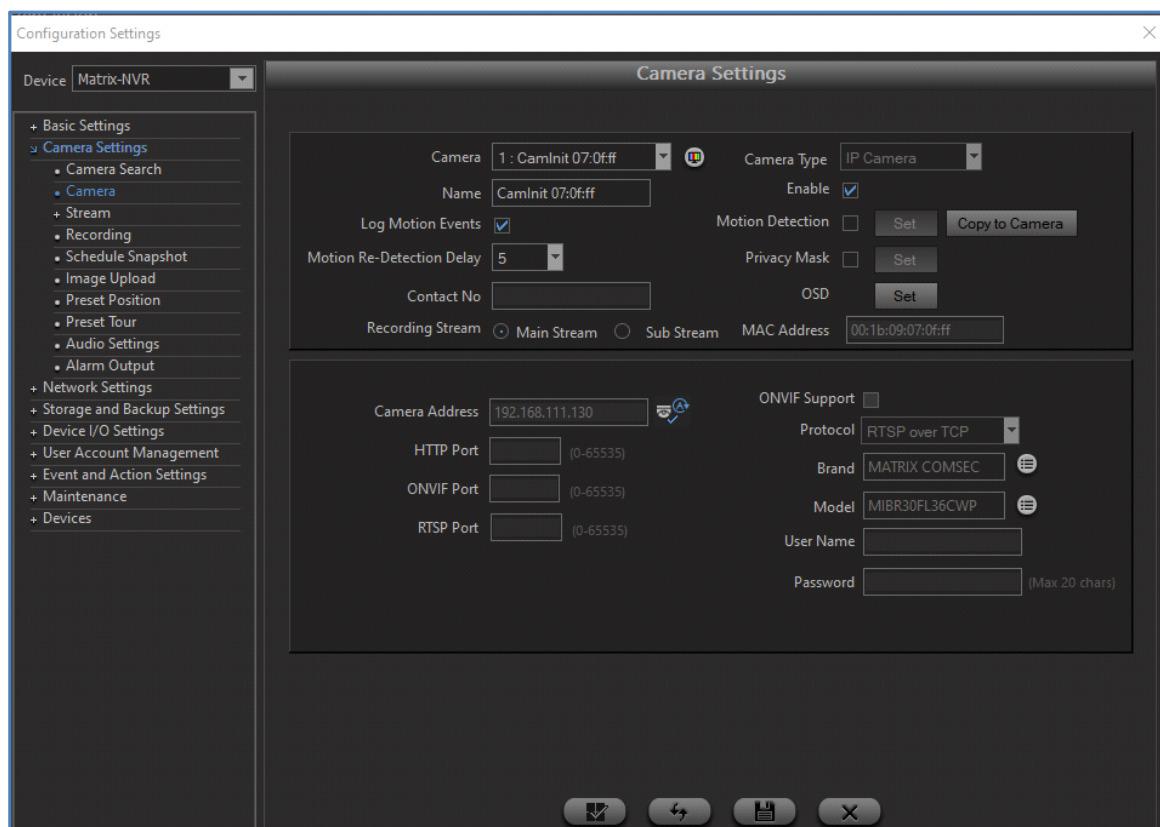 Configuration Settings
Device Matrix-NVR
Camera Settings
+ Basic Settings
Camera Settings
Camera Search
Camera
+ Stream
Recording
Schedule Snapshot
Image Upload
Preset Position
Preset Tour
Audio Settings
Alarm Output
+ Network Settings
+ Storage and Backup Settings
+ Device I/O Settings
+ User Account Management
+ Event and Action Settings
+ Maintenance
+ Devices
Camera 1 : CamInit 07:0f:ff Camera Type IP Camera
Name CamInit 07:0f:ff Enable
Log Motion Events Motion Detection Set Copy to Camera
Motion Re-Detection Delay 5 Privacy Mask Set
Contact No OSD Set
Recording Stream Main Stream Sub Stream MAC Address 00:1b:09:07:0f:ff
Camera Address 192.168.111.130 ONVIF Support
Protocol RTSP over TCP
HTTP Port (0-65535)
Brand MATRIX COMSEC
ONVIF Port (0-65535)
Model MIBR30FL36CWP
RTSP Port (0-65535)
User Name
Password (Max 20 chars)